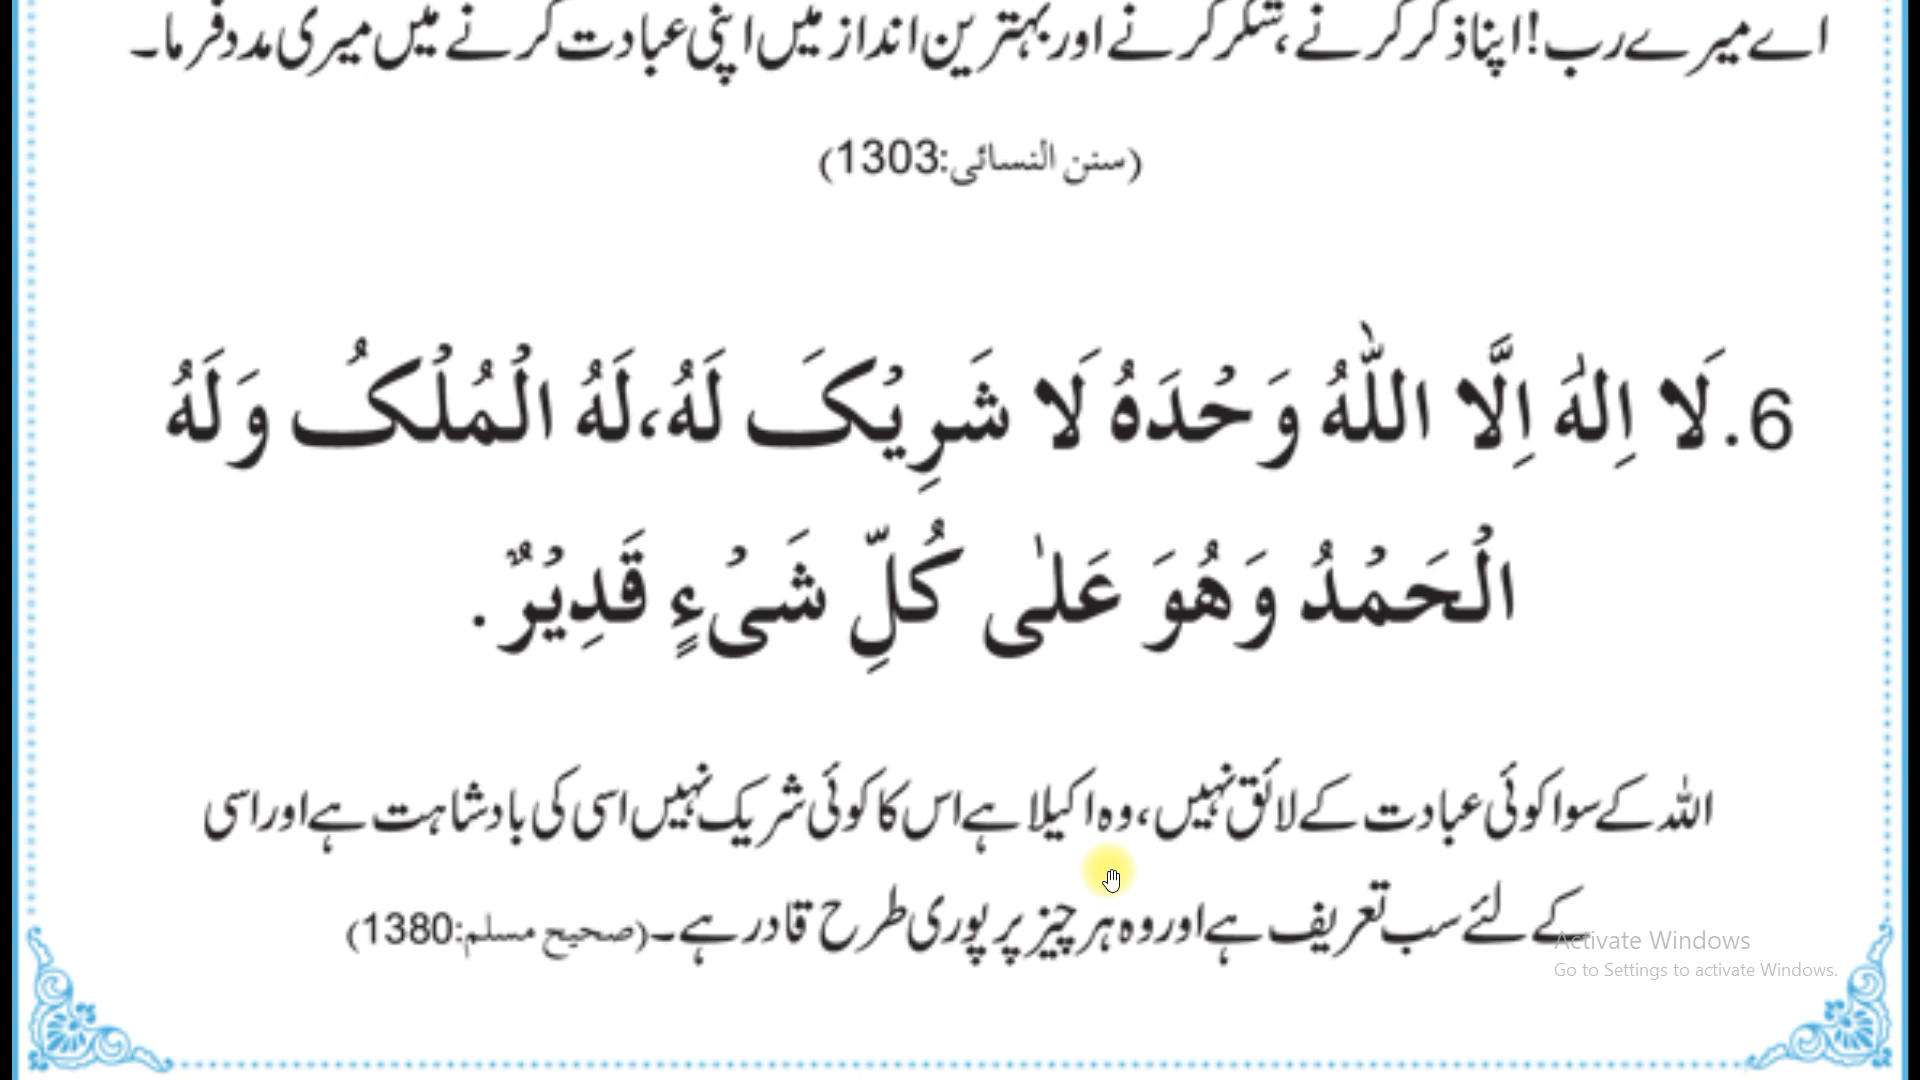 اے میرے رب! اپنا ذکر کرنے، شکر کرنے اور بہترین انداز میں اپنی عبادت کرنے میں میری مدد فرما۔
(سنن النسائی:1303)
6. لَا اِلٰهَ اِلَّا اللّٰهُ وَحْدَهُ لَا شَرِيْکَ لَهُ، لَهُ الْمُلْکُ وَلَهُ
الْحَمْدُ وَهُوَ عَلٰی کُلِّ شَیْءٍ قَدِيْرٌ.
اللہ کے سوا کوئی عبادت کے لائق نہیں، وہ اکیلا ہے اس کا کوئی شریک نہیں اسی کی بادشاہت ہے اور اسی
کے لئے سب تعریف ہے اور وہ ہر چیز پر پوری طرح قادر ہے۔ (صحیح مسلم:1380)
Activate Windows
Go to Settings to activate Windows.